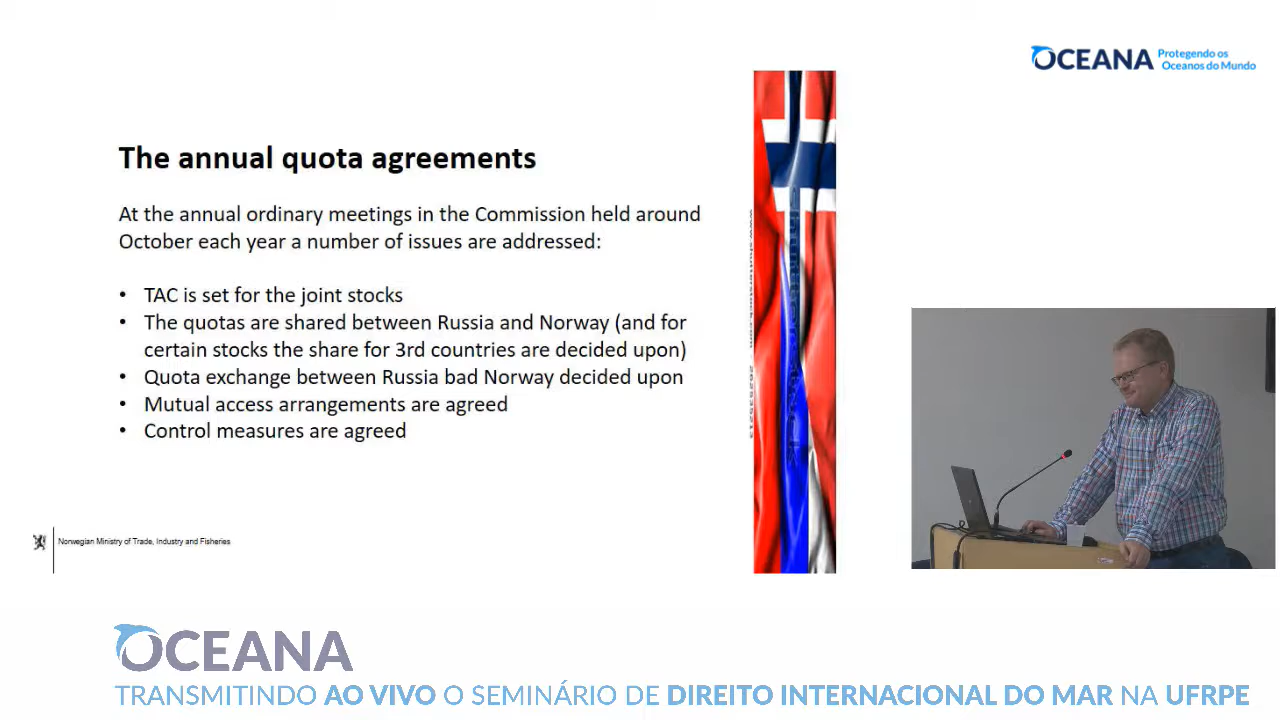 OCEANA
Protegendo os
Oceanos do Mundo
The annual quota agreements
At the annual ordinary meetings in the Commission held around
October each year a number of issues are addressed:
• TAC is set for the joint stocks
• The quotas are shared between Russia and Norway (and for
certain stocks the share for 3rd countries are decided upon)
• Quota exchange between Russia bad Norway decided upon
• Mutual access arrangements are agreed
• Control measures are agreed
shutterstock
Norwegian Ministry of Trade, Industry and Fisheries
OCEANA
TRANSMITINDO AO VIVO O SEMINÁRIO DE DIREITO INTERNACIONAL DO MAR NA UFRPE